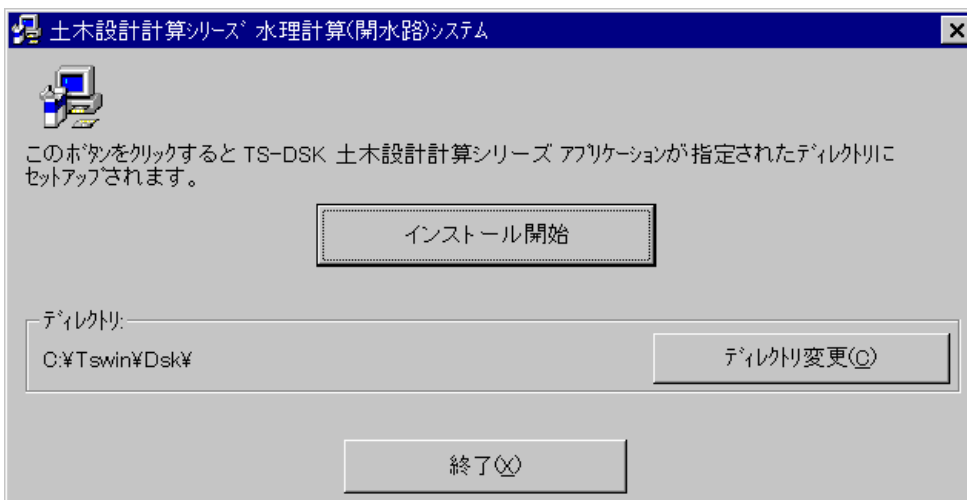 土木設計計算ｼﾘｰｽﾞ 水理計算(開水路)ｼｽﾃﾑ
このﾎﾞﾀﾝをｸﾘｯｸすると TS-DSK 土木設計計算シリーズ ｱﾌﾟﾘｹｰｼｮﾝが指定されたﾃﾞｨﾚｸﾄﾘに
ｾｯﾄｱｯﾌﾟされます。
インストール開始
ﾃﾞｨﾚｸﾄﾘ:
C:¥Tswin¥Dsk¥
ﾃﾞｨﾚｸﾄﾘ変更(C)
終了(X)